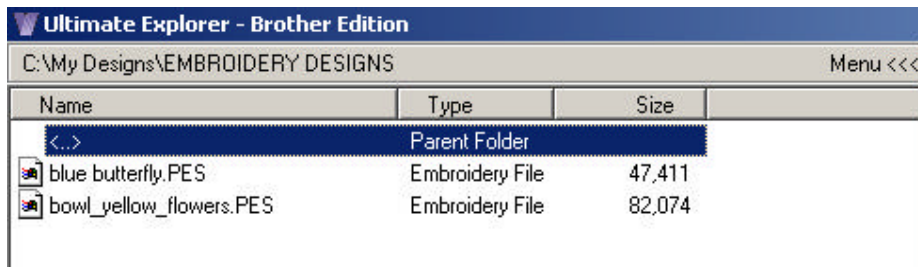 Ultimate Explorer - Brother Edition
C:\My Designs\EMBROIDERY DESIGNS Menu <<<
Name Type Size
<..> Parent Folder
blue butterfly.PES Embroidery File 47,411
bowl_yellow_flowers.PES Embroidery File 82,074